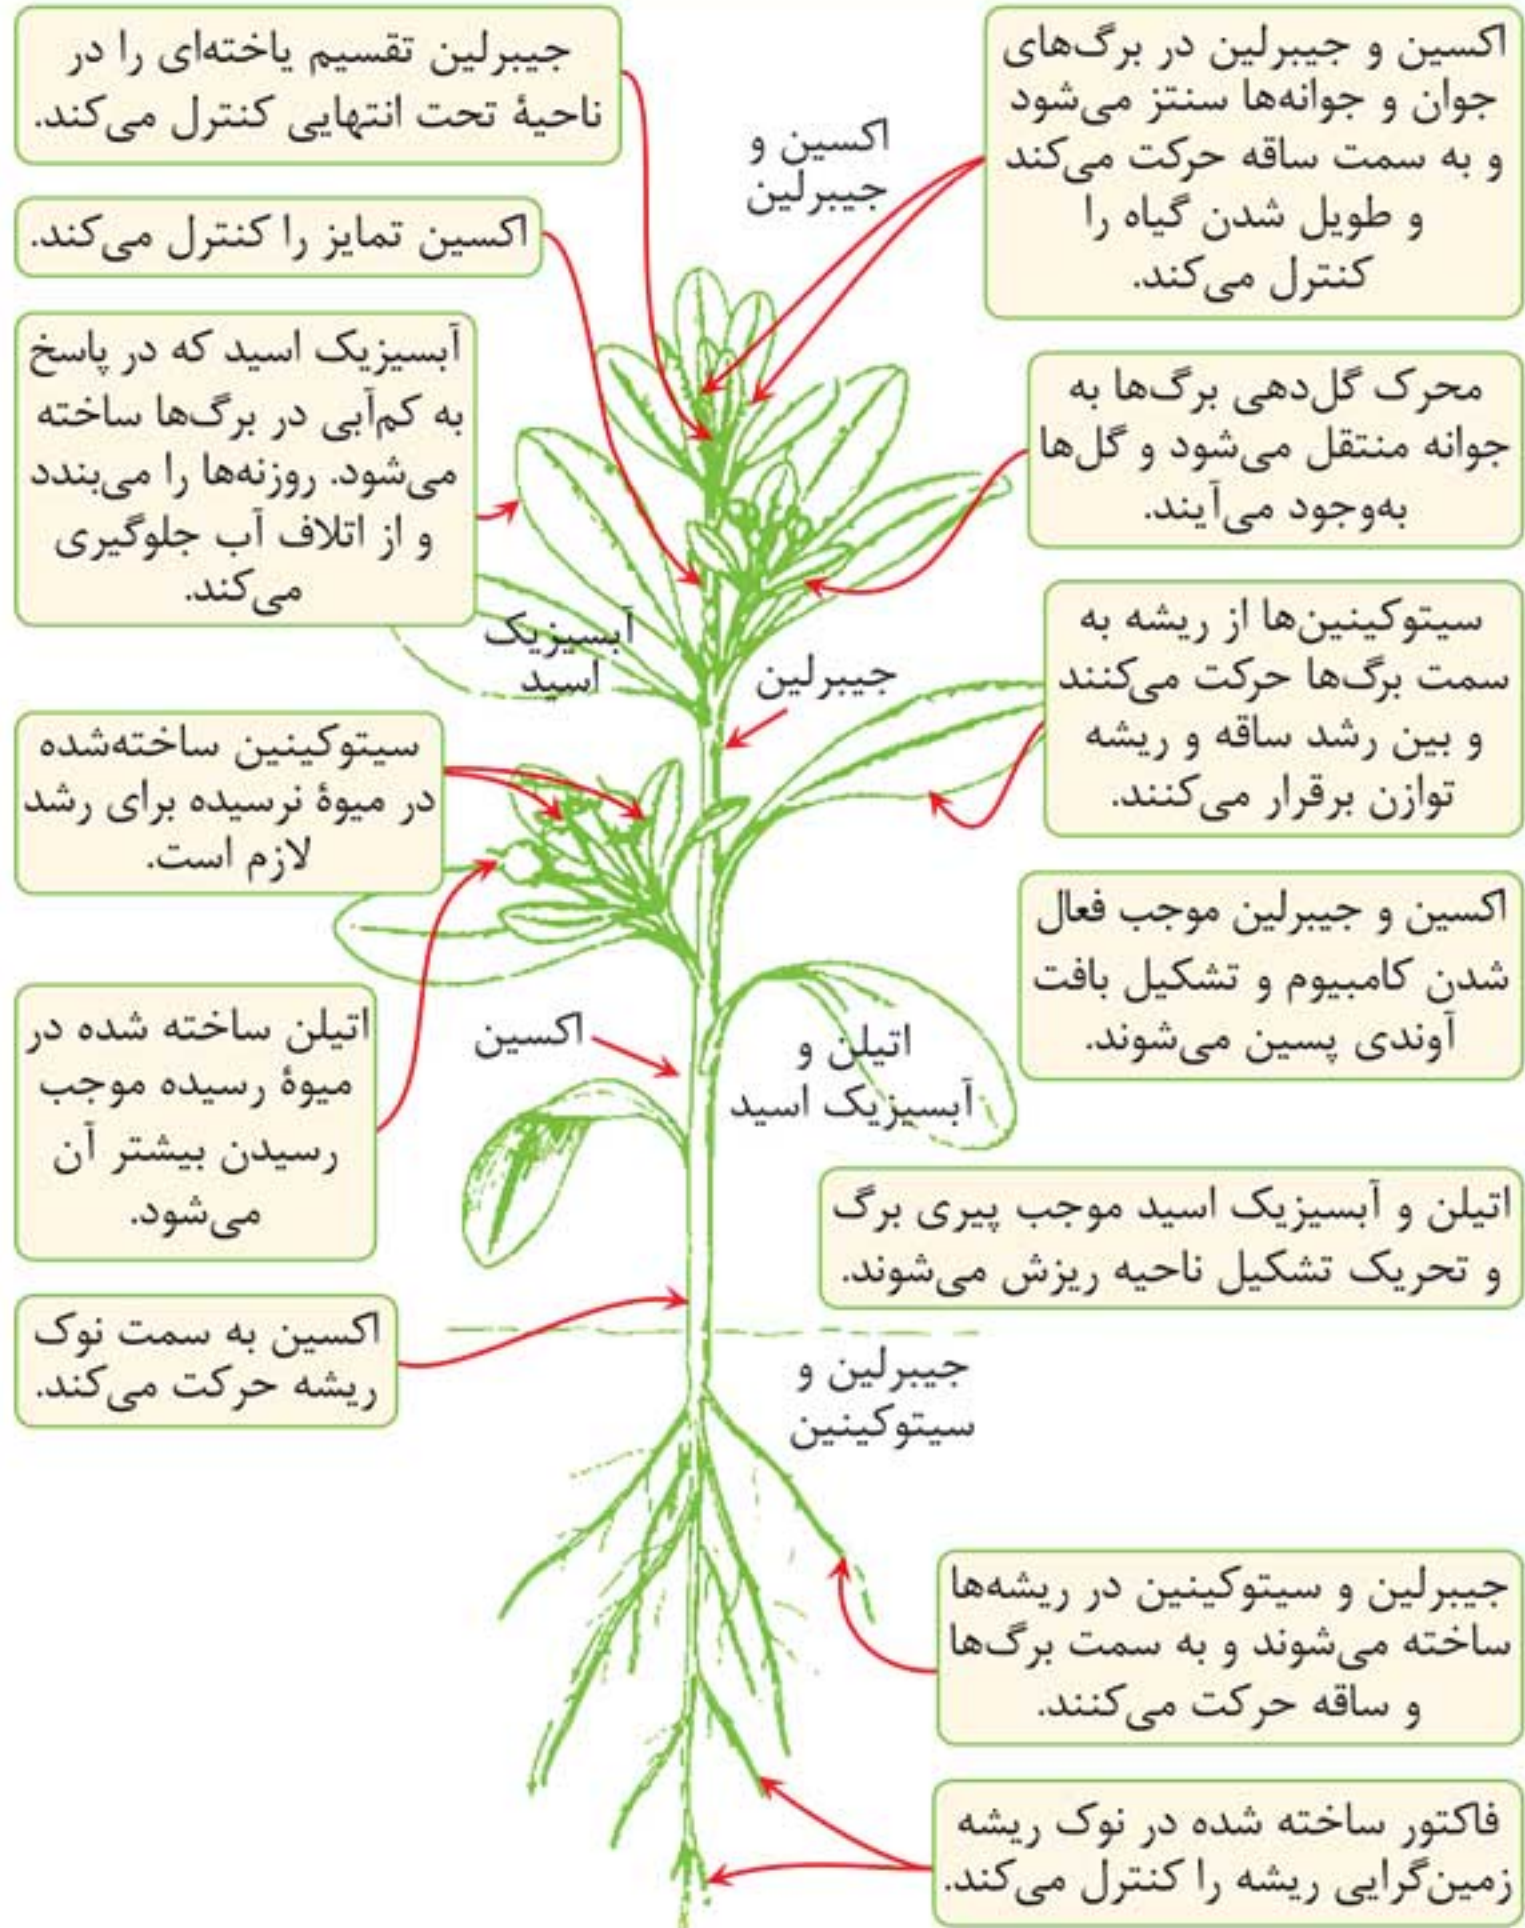 اکسین و جیبرلین در برگ‌های
جوان و جوانه‌ها سنتز می‌شود
و به سمت ساقه حرکت می‌کند
و طویل شدن گیاه را
کنترل می‌کند.
جیبرلین تقسیم یاخته‌ای را در
ناحیهٔ تحت انتهایی کنترل می‌کند.
اکسین و
جیبرلین
اکسین تمایز را کنترل می‌کند.
محرک گل‌دهی برگ‌ها به
جوانه منتقل می‌شود و گل‌ها
به‌وجود می‌آیند.
آبسیزیک اسید که در پاسخ
به کم‌آبی در برگ‌ها ساخته
می‌شود. روزنه‌ها را می‌بندد
و از اتلاف آب جلوگیری
می‌کند.
آبسیزیک
اسید
سیتوکینین‌ها از ریشه به
سمت برگ‌ها حرکت می‌کنند
و بین رشد ساقه و ریشه
توازن برقرار می‌کنند.
جیبرلین
سیتوکینین ساخته‌شده
در میوهٔ نرسیده برای رشد
لازم است.
اکسین و جیبرلین موجب فعال
شدن کامبیوم و تشکیل بافت
آوندی پسین می‌شوند.
اتیلن ساخته شده در
میوهٔ رسیده موجب
رسیدن بیشتر آن
می‌شود.
اکسین
اتیلن و
آبسیزیک اسید
اتیلن و آبسیزیک اسید موجب پیری برگ
و تحریک تشکیل ناحیه ریزش می‌شوند.
اکسین به سمت نوک
ریشه حرکت می‌کند.
جیبرلین و
سیتوکینین
جیبرلین و سیتوکینین در ریشه‌ها
ساخته می‌شوند و به سمت برگ‌ها
و ساقه حرکت می‌کنند.
فاکتور ساخته شده در نوک ریشه
زمین‌گرایی ریشه را کنترل می‌کند.